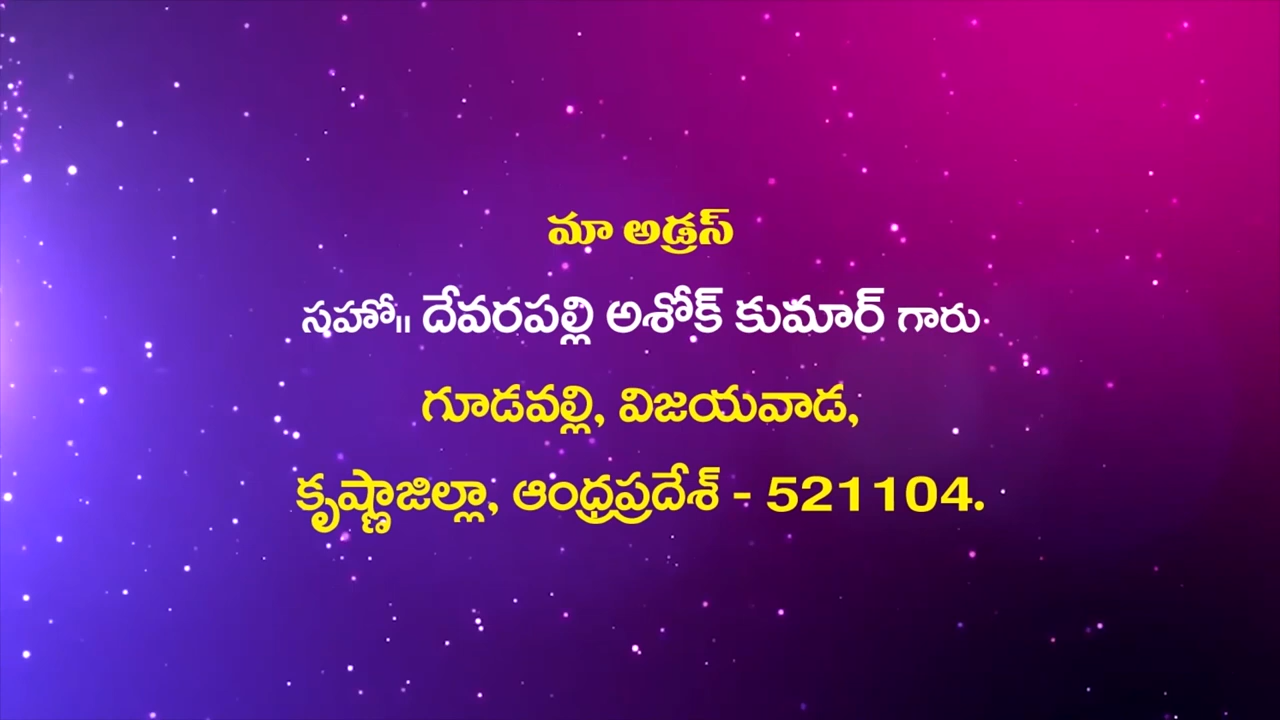 మా అడ్రస్
సహో॥ దేవరపల్లి అశోక్ కుమార్ గారు
గూడవల్లి, విజయవాడ,
కృష్ణాజిల్లా, ఆంధ్రప్రదేశ్ - 521104.